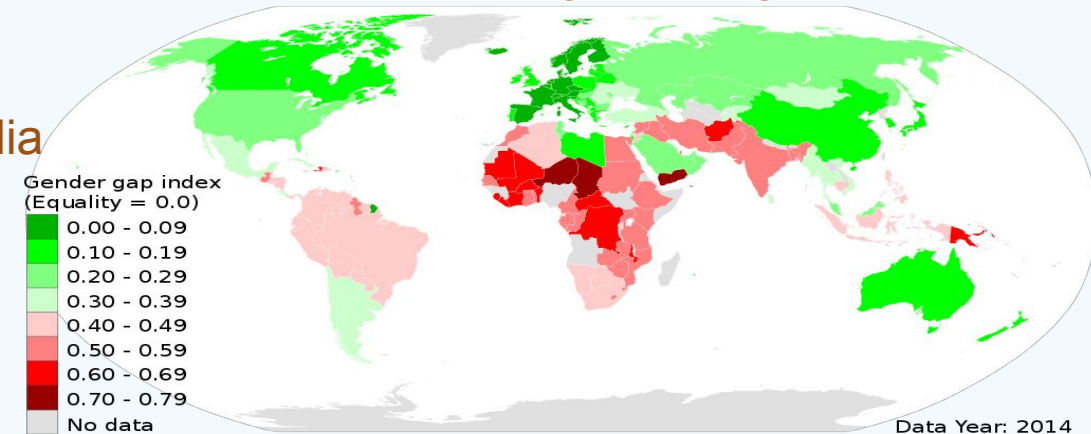 dia
Gender gap index
(Equality = 0.0)
0.00 - 0.09
0.10 - 0.19
0.20 - 0.29
0.30 - 0.39
0.40 - 0.49
0.50 - 0.59
0.60 - 0.69
0.70 - 0.79
No data
Data Year: 2014